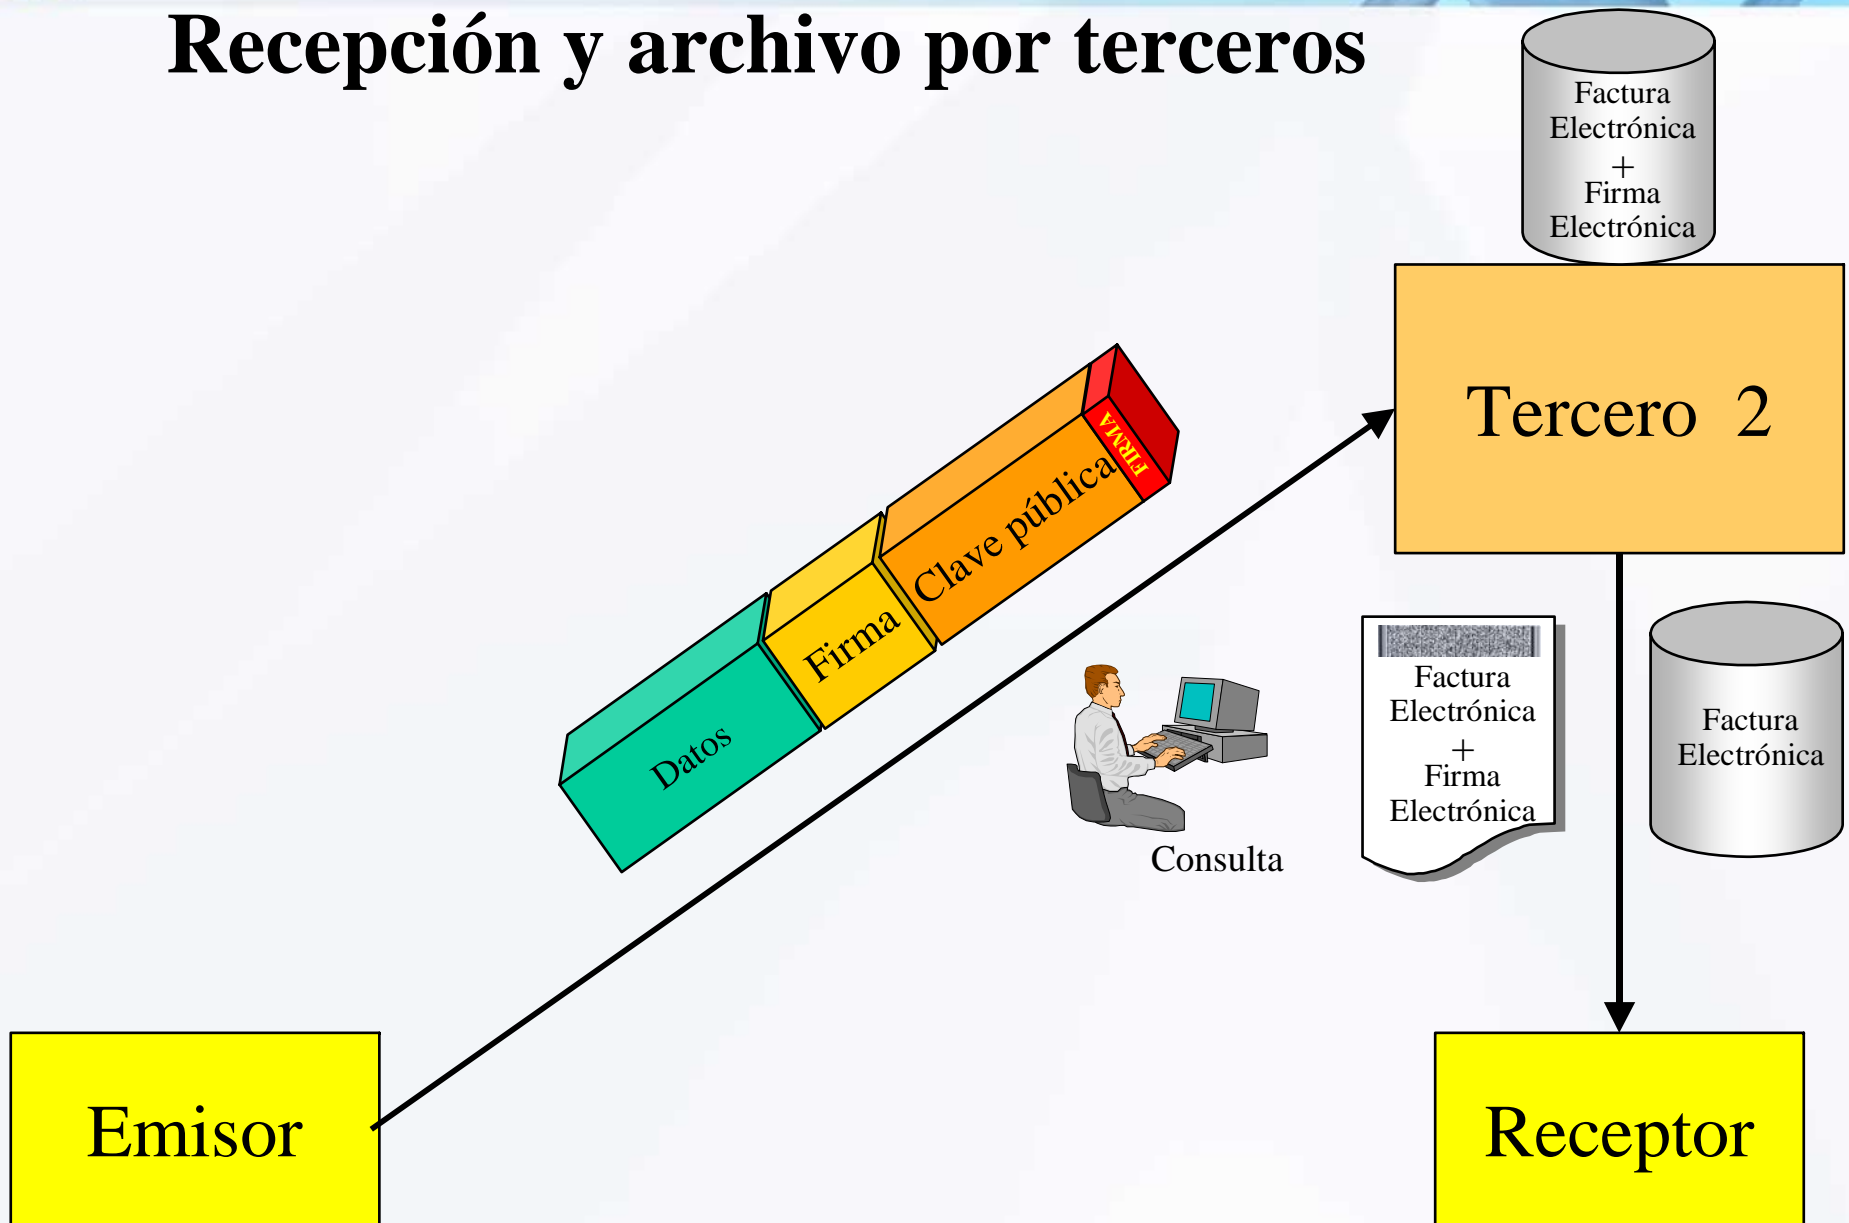 Recepción y archivo por terceros
Factura
Electrónica
+
Firma
Electrónica
Tercero 2
FIRMA
Clave pública
Firma
Datos
Consulta
Factura
Electrónica
+
Firma
Electrónica
Factura
Electrónica
Emisor
Receptor